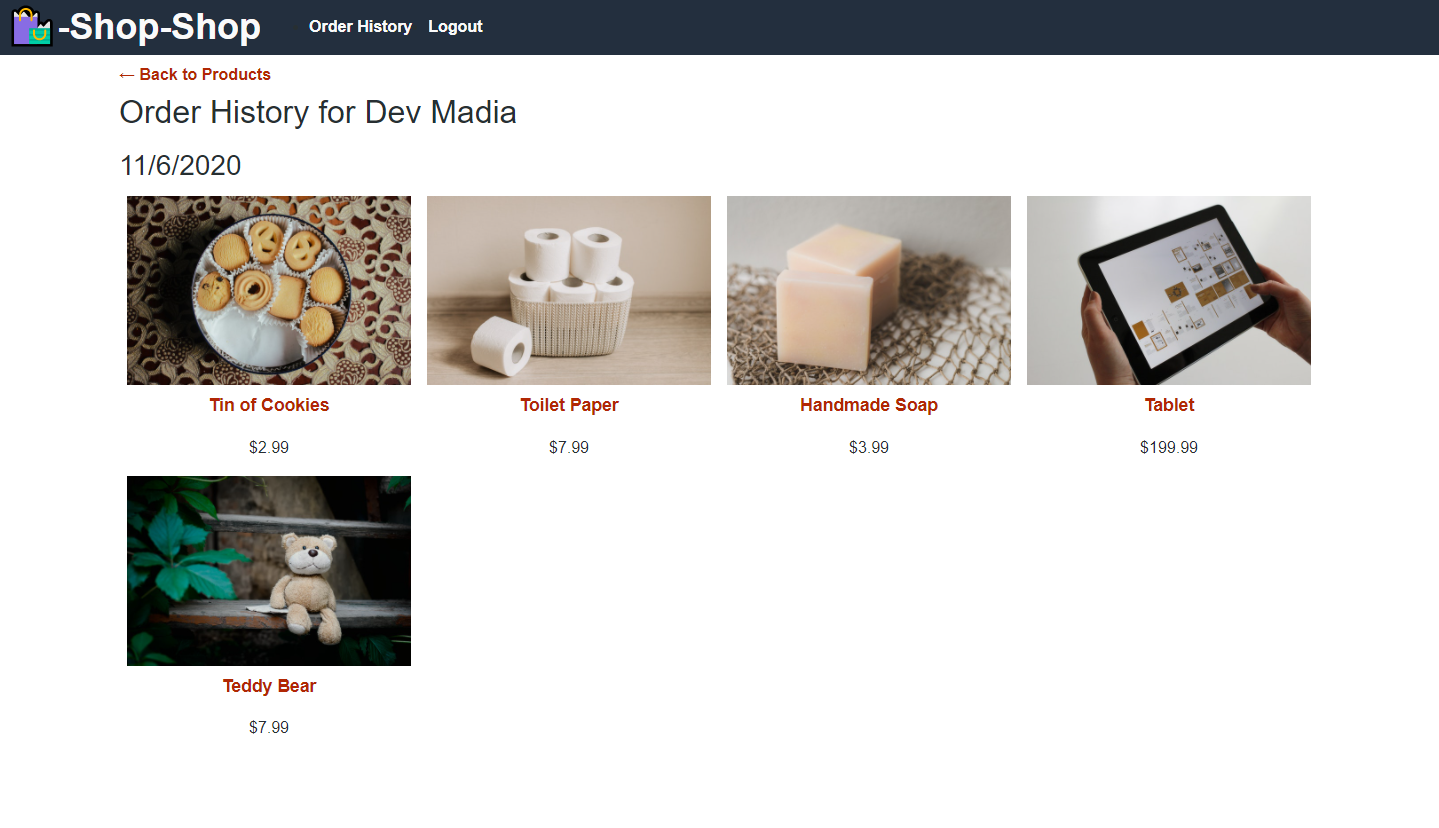 -Shop-Shop
Order History Logout
← Back to Products
Order History for Dev Madia
11/6/2020
Tin of Cookies
$2.99
Toilet Paper
$7.99
Handmade Soap
$3.99
Tablet
$199.99
Teddy Bear
$7.99